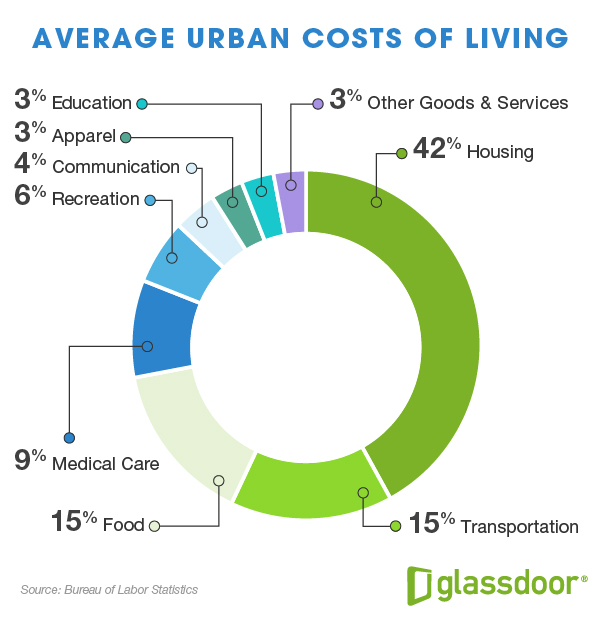 AVERAGE URBAN COSTS OF LIVING
3% Education
3% Other Goods & Services
3% Apparel
42% Housing
4% Communication
6% Recreation
9% Medical Care
15% Food
15% Transportation
Source: Bureau of Labor Statistics
glassdoor®